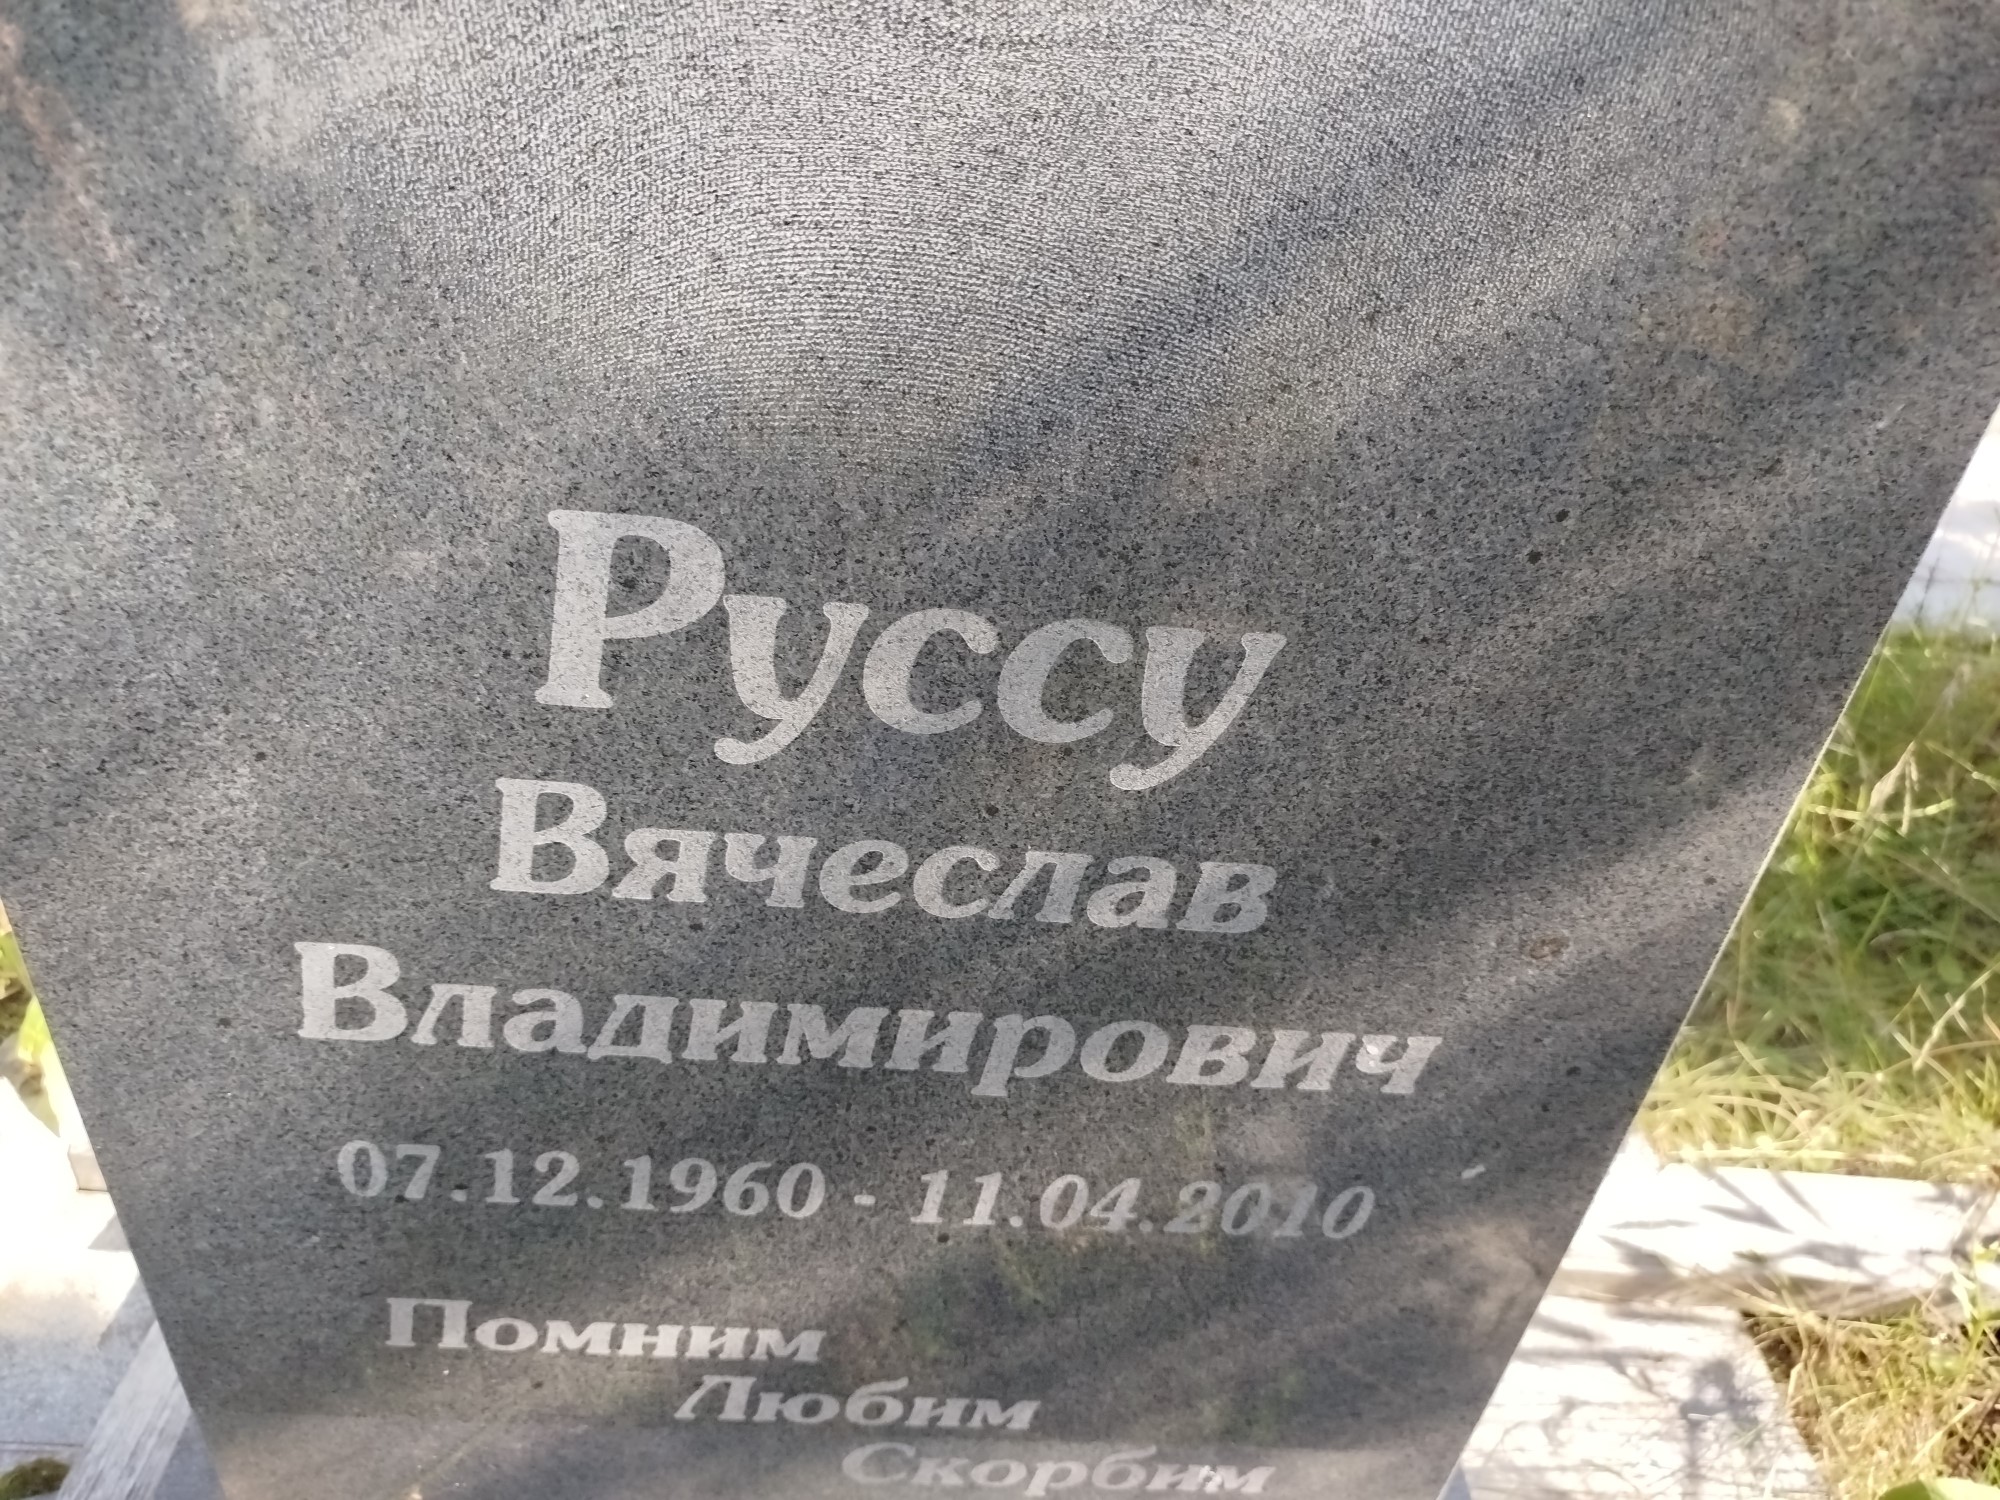 Руссу
Вячеслав
Владимирович
07.12.1960 - 11.04.2010
Помним
Любим
Скорбим